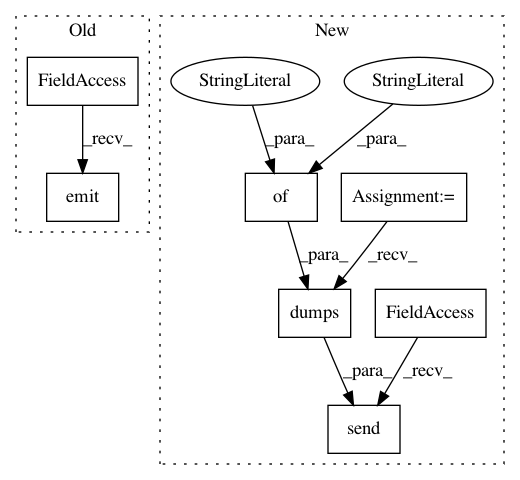 Old
New
FieldAccess
StringLiteral
StringLiteral
_recv_
_para_
_para_
emit
of
Assignment:=
_para_
_recv_
dumps
FieldAccess
_para_
_recv_
send